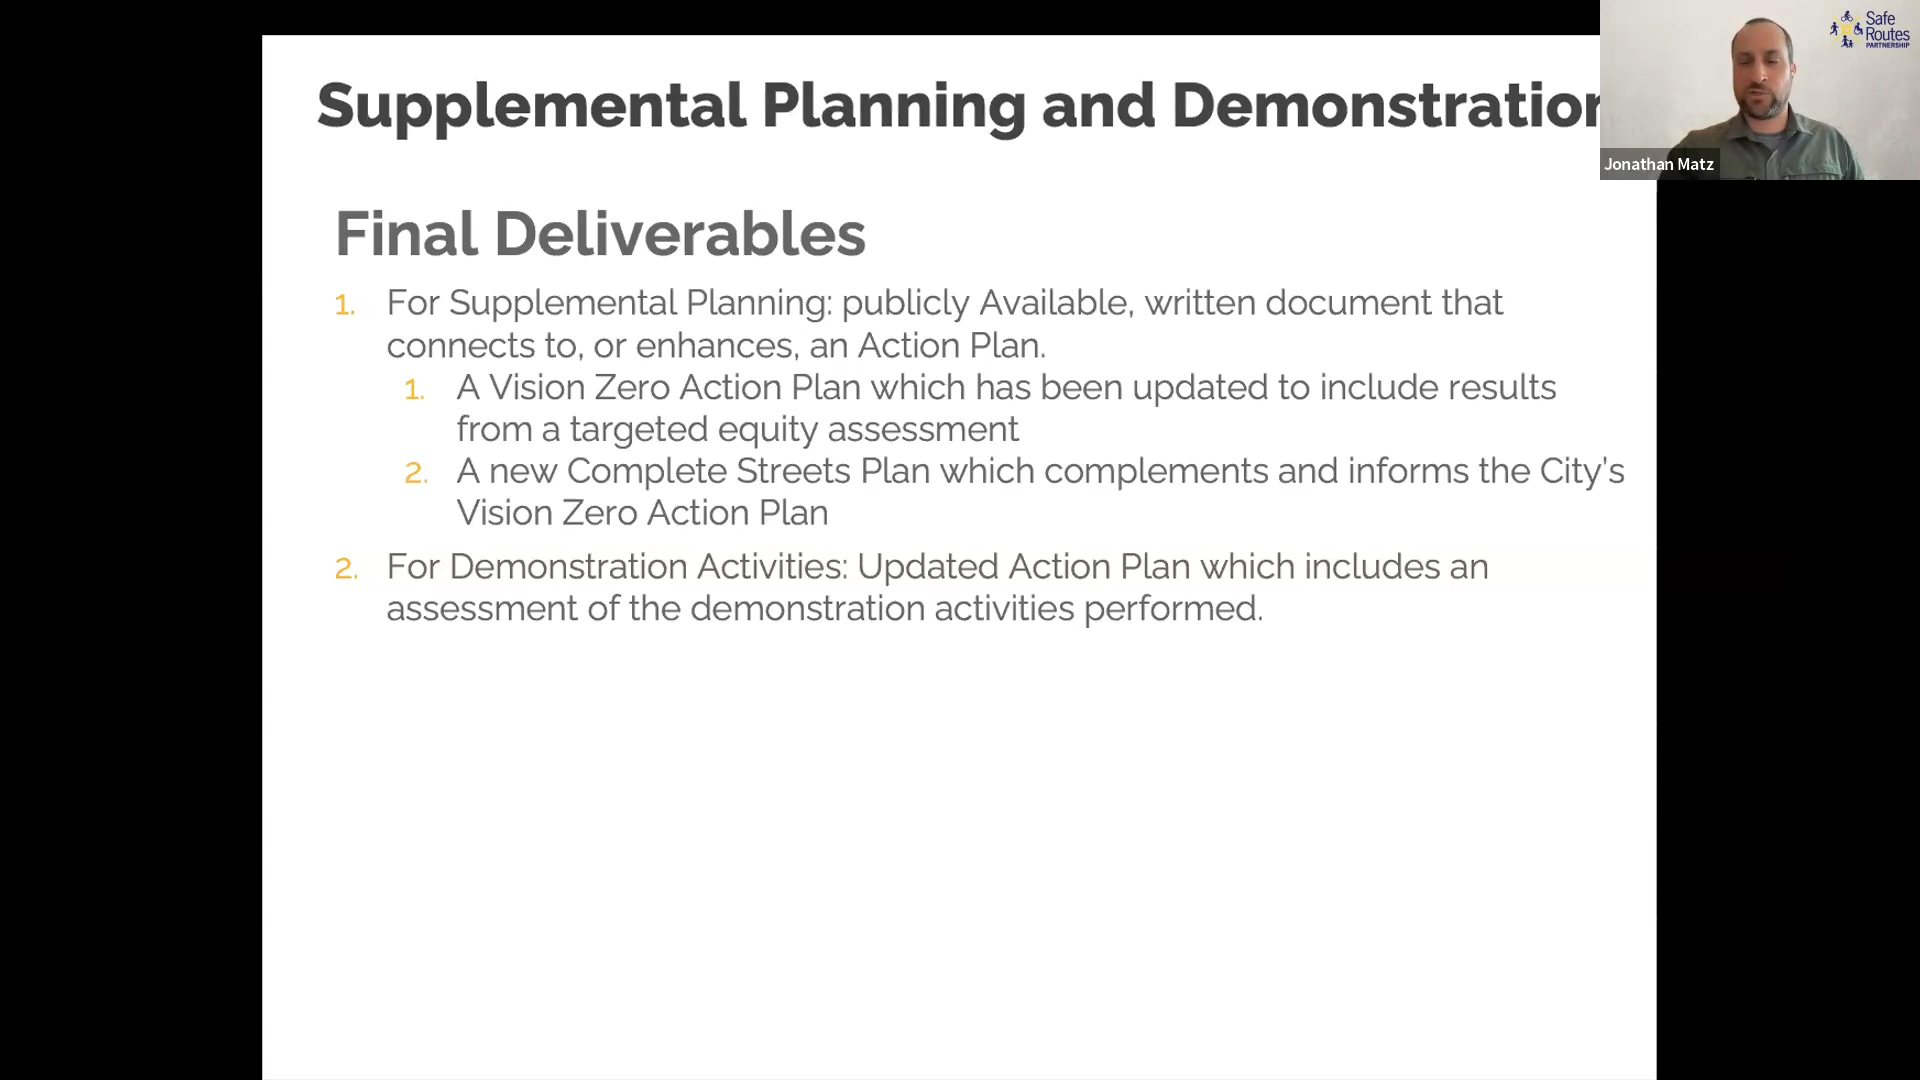 Supplemental Planning and Demonstration
Final Deliverables
1. For Supplemental Planning: publicly Available, written document that
connects to, or enhances, an Action Plan.
1. A Vision Zero Action Plan which has been updated to include results
from a targeted equity assessment
2. A new Complete Streets Plan which complements and informs the City's
Vision Zero Action Plan
2. For Demonstration Activities: Updated Action Plan which includes an
assessment of the demonstration activities performed.
Safe
Routes
PARTNERSHIP
Jonathan Matz